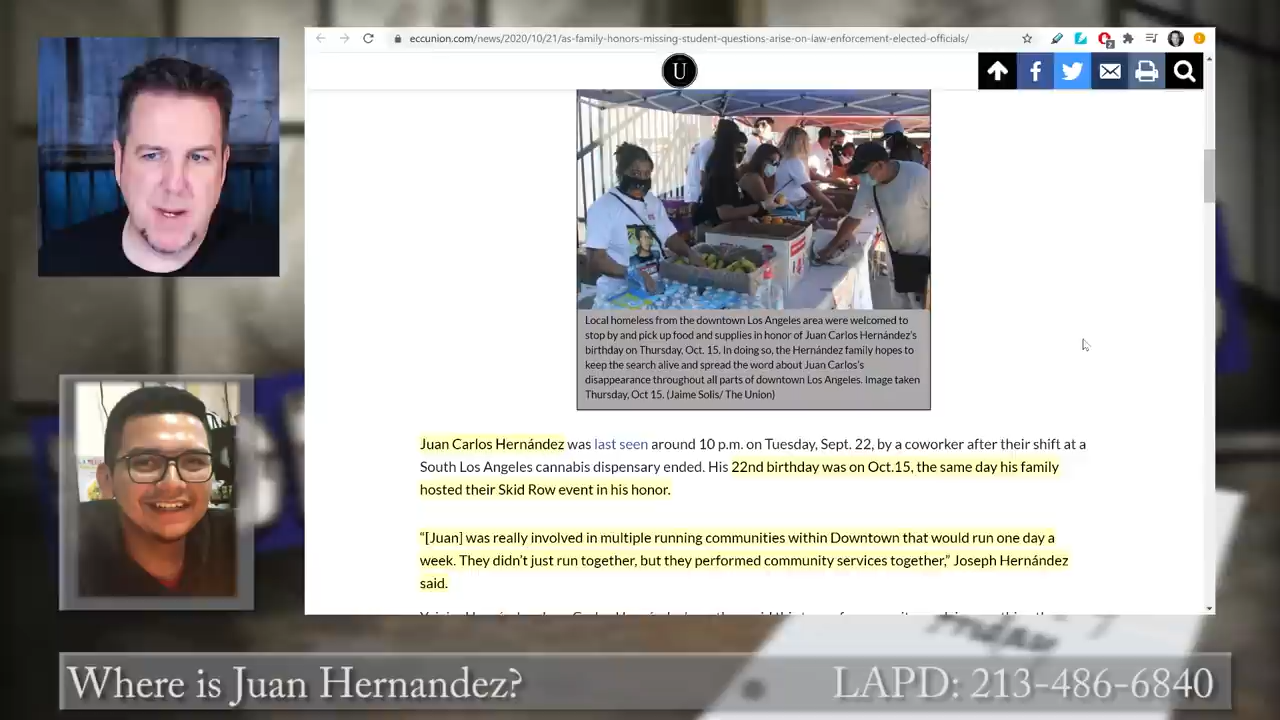 eccunion.com/news/2020/10/21/as-family-honors-missing-student-questions-arise-on-law-enforcement-elected-officials/
U
Local homeless from the downtown Los Angeles area were welcomed to
stop by and pick up food and supplies in honor of Juan Carlos Hernández's
birthday on Thursday, Oct. 15. In doing so, the Hernández family hopes to
keep the search alive and spread the word about Juan Carlos's
disappearance throughout all parts of downtown Los Angeles. Image taken
Thursday, Oct 15. (Jaime Solis/ The Union)
Juan Carlos Hernández was last seen around 10 p.m. on Tuesday, Sept. 22, by a coworker after their shift at a
South Los Angeles cannabis dispensary ended. His 22nd birthday was on Oct.15, the same day his family
hosted their Skid Row event in his honor.
“[Juan] was really involved in multiple running communities within Downtown that would run one day a
week. They didn’t just run together, but they performed community services together,” Joseph Hernández
said.
Where is Juan Hernandez?
LAPD: 213-486-6840